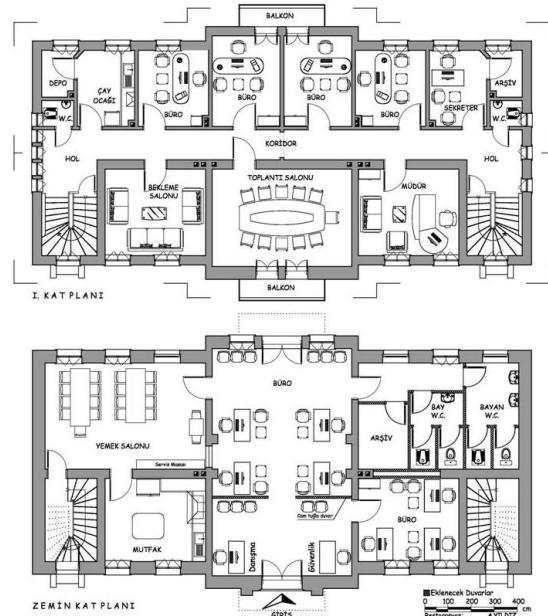 BALKON
DEPO
ÇAY
OCAĞI
BÜRO
BÜRO
BÜRO
BÜRO
SEKRETER
ARŞİV
W.C.
W.C.
HOL
KORİDOR
HOL
BEKLEME
SALONU
TOPLANTI SALONU
MÜDÜR
BALKON
I. KAT PLANI
BÜRO
YEMEK SALONU
Servis Masası
ARŞİV
BAY
W.C.
BAYAN
W.C.
MUTFAK
Cam tuğla duvar
Danışma
Güvenlik
BÜRO
ZEMİN KAT PLANI
GİRİŞ
Eklenecek Duvarlar
0 100 200 300 400
cm
Restorasyon: A.YILDIZ